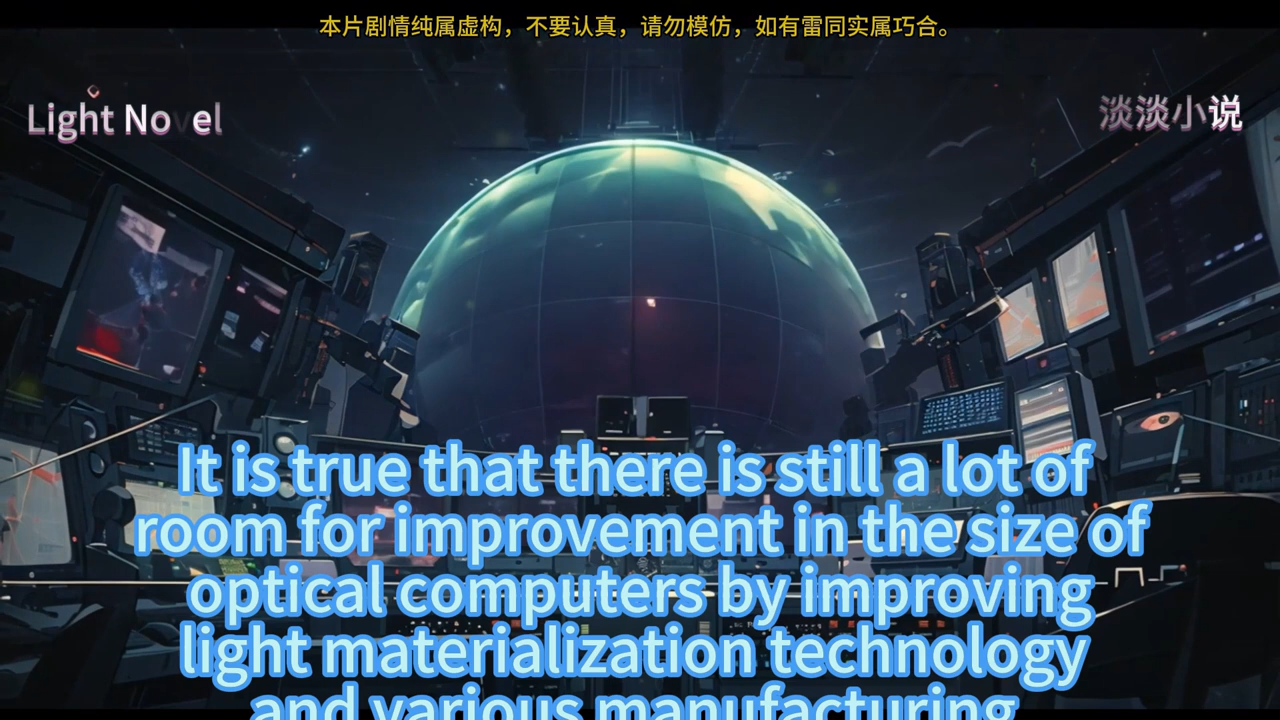 本片剧情纯属虚构，不要认真，请勿模仿，如有雷同实属巧合。
Light Novel
淡淡小说
It is true that there is still a lot of
room for improvement in the size of
optical computers by improving
light materialization technology
and various manufacturing